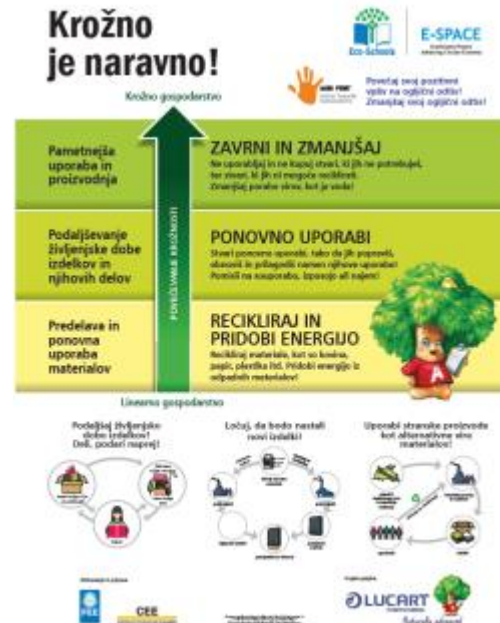 Krožno
je naravno!
Eco-Schools
E-SPACE
Povečaj svoj pozitivni
vpliv na ogljični odtis!
Zmanjšaj svoj ogljični odtis!
Krožno gospodarstvo
Pametnejša
uporaba in
proizvodnja
ZAVRNI IN ZMANJŠAJ
Ne uporabljaj in ne kupuj stvari, ki jih ne potrebuješ,
ter stvari, ki jih ni mogoče reciklirati.
Zmanjšaj porabo virov, kot je voda!
POVEČEVANJE KROŽNOSTI
Podaljševanje
življenjske dobe
izdelkov in
njihovih delov
PONOVNO UPORABI
Stvari ponovno uporabi, tako da jih popraviš,
obnoviš in prilagodiš namen njihove uporabe!
Pomisli na souporabo, izposojo ali najem!
Predelava in
ponovna
uporaba
materialov
RECIKLIRAJ IN
PRIDOBI ENERGIJO
Recikliraj materiale, kot so kovina,
papir, plastika itd. Pridobi energijo iz
odpadnih materialov!
A
Linearno gospodarstvo
Podaljšaj življenjsko
dobo izdelkov!
Deli, podari naprej!
Ločuj, da bodo nastali
novi izdelki!
Uporabi stranske proizvode
kot alternativne vire
materialov!
FEE
CEE
LUCART